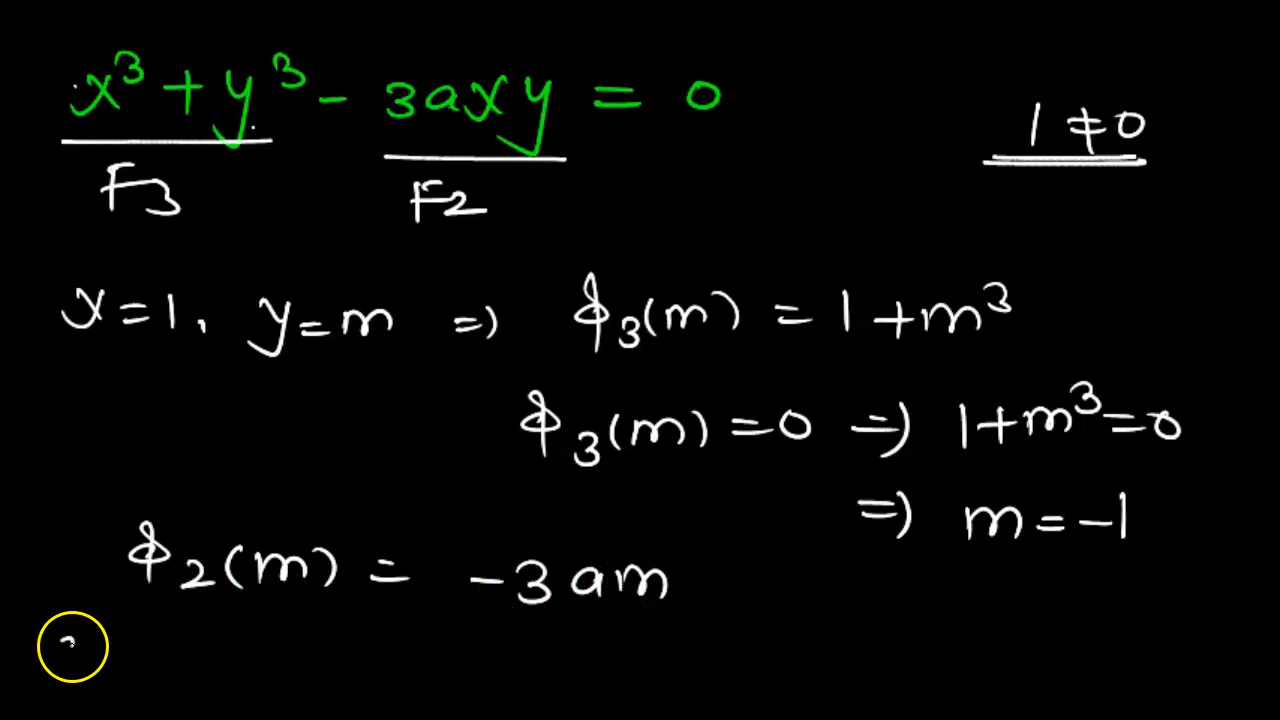 x³ + y³ - 3axy = 0
1 ≠ 0
F3 F2
x = 1, y = m => ϕ₃(m) = 1 + m³
ϕ₃(m) = 0 => 1 + m³ = 0
=> m = -1
ϕ₂(m) = -3am